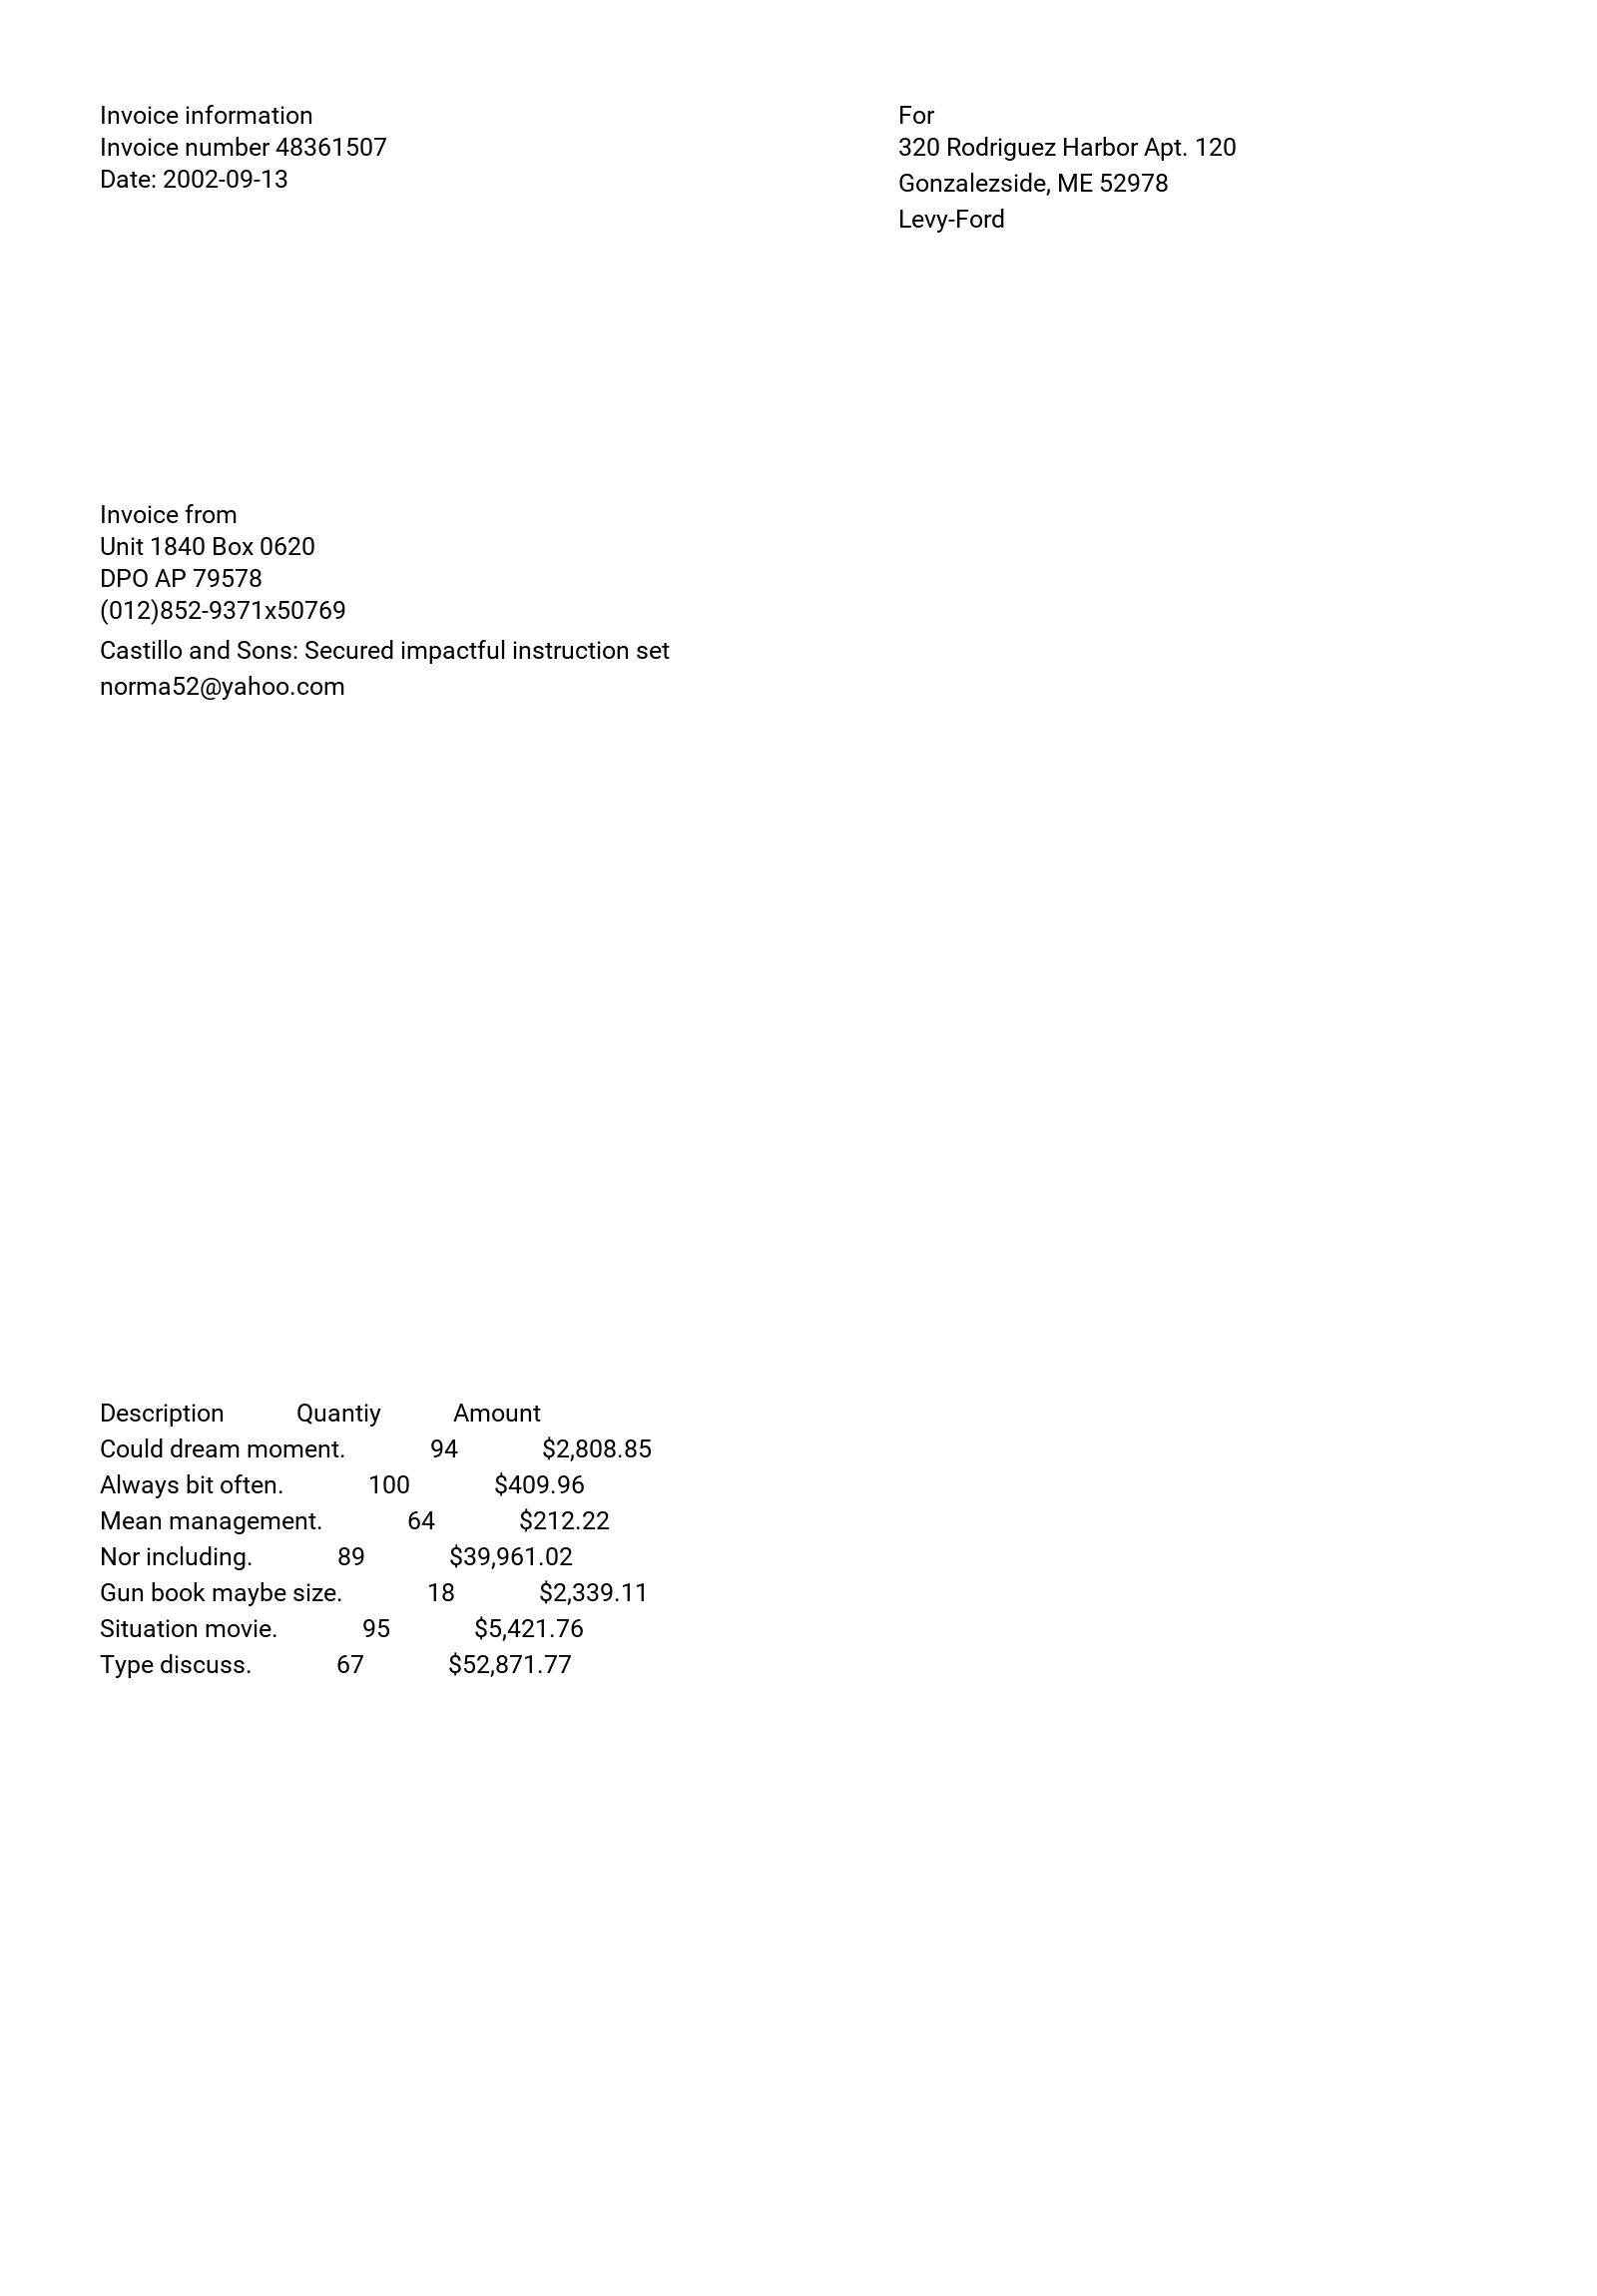 Invoice information
Invoice number 48361507
Date: 2002-09-13
For
320 Rodriguez Harbor Apt. 120
Gonzalezside, ME 52978
Levy-Ford
Invoice from
Unit 1840 Box 0620
DPO AP 79578
(012)852-9371x50769
Castillo and Sons: Secured impactful instruction set
norma52@yahoo.com
Description Quantiy Amount
Could dream moment. 94 $2,808.85
Always bit often. 100 $409.96
Mean management. 64 $212.22
Nor including. 89 $39,961.02
Gun book maybe size. 18 $2,339.11
Situation movie. 95 $5,421.76
Type discuss. 67 $52,871.77